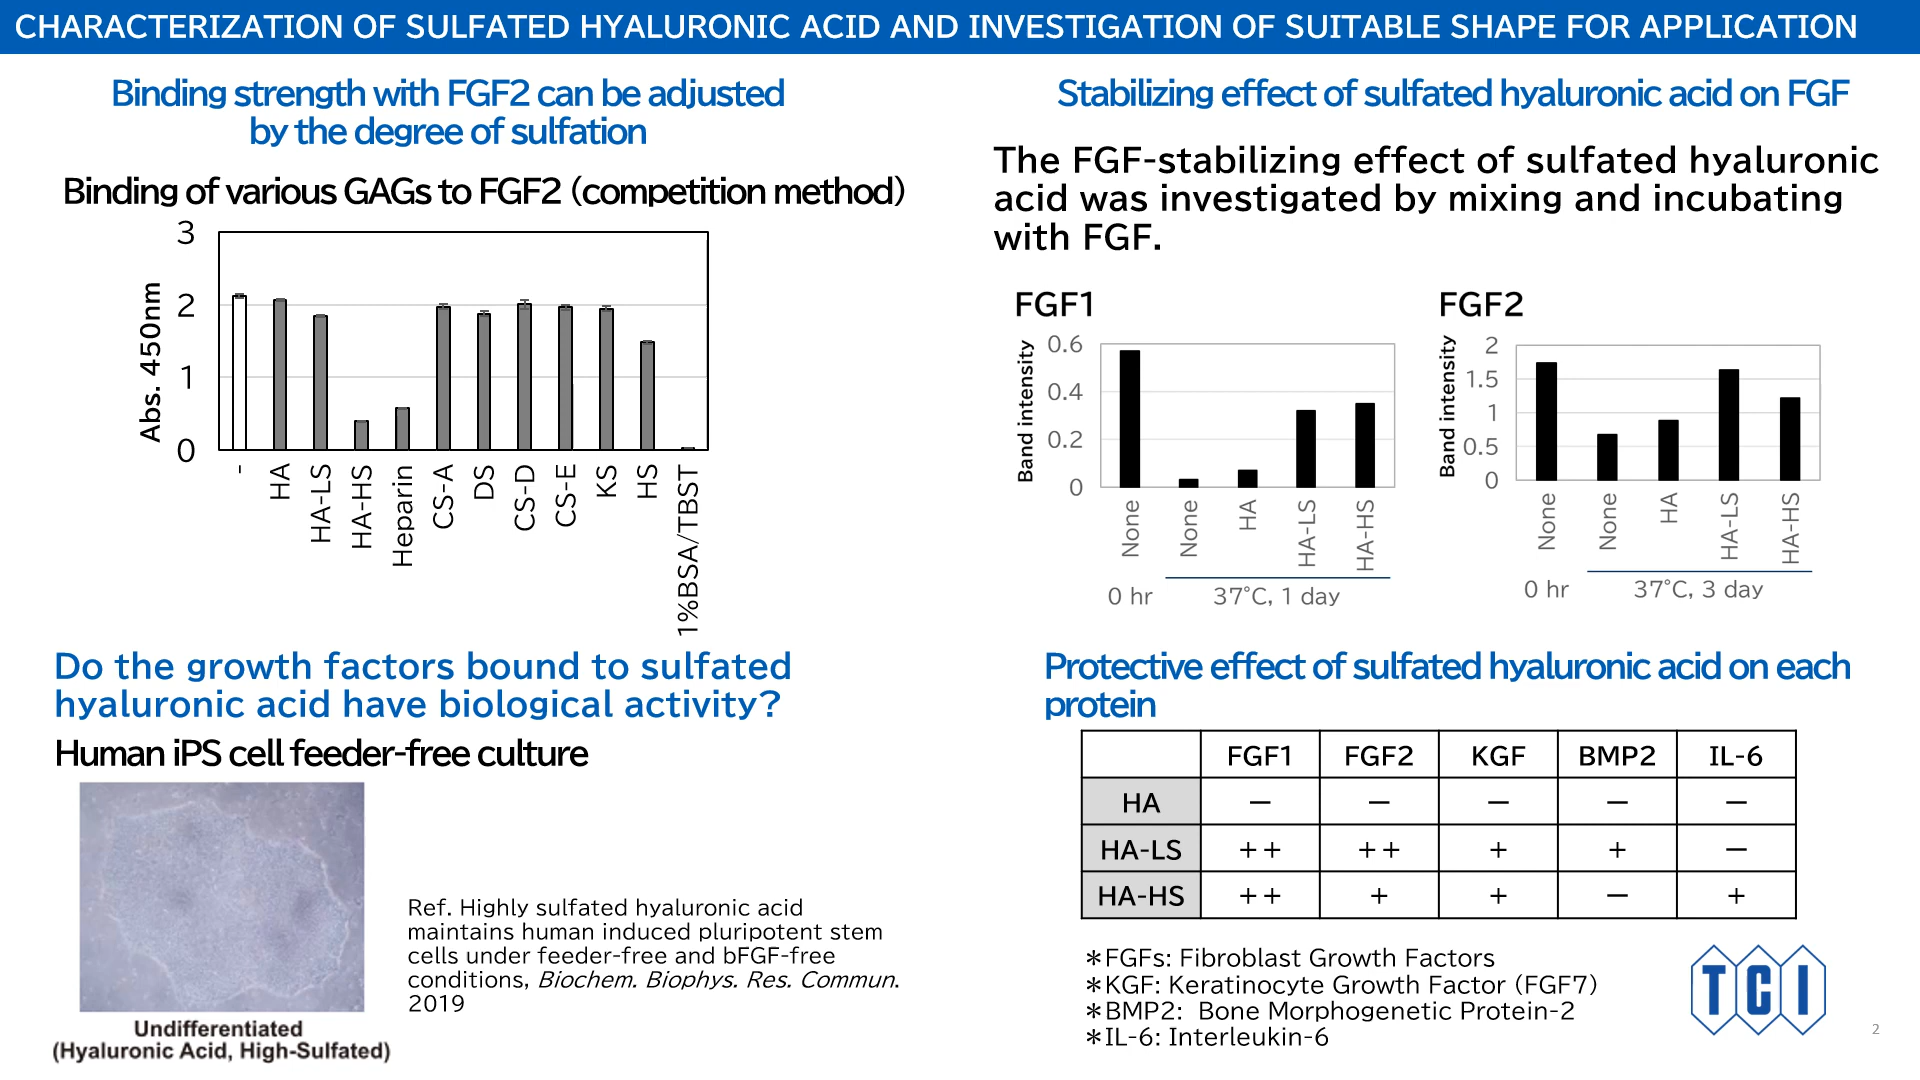 CHARACTERIZATION OF SULFATED HYALURONIC ACID AND INVESTIGATION OF SUITABLE SHAPE FOR APPLICATION
Binding strength with FGF2 can be adjusted
by the degree of sulfation
Binding of various GAGs to FGF2 (competition method)
Abs. 450nm
3
2
1
0
-
HA
HA-LS
HA-HS
Heparin
CS-A
DS
CS-D
CS-E
KS
HS
1%BSA/TBST
Do the growth factors bound to sulfated
hyaluronic acid have biological activity?
Human iPS cell feeder-free culture
Undifferentiated
(Hyaluronic Acid, High-Sulfated)
Ref. Highly sulfated hyaluronic acid
maintains human induced pluripotent stem
cells under feeder-free and bFGF-free
conditions, Biochem. Biophys. Res. Commun.
2019
Stabilizing effect of sulfated hyaluronic acid on FGF
The FGF-stabilizing effect of sulfated hyaluronic
acid was investigated by mixing and incubating
with FGF.
FGF1
Band intensity
0.6
0.4
0.2
0
None
None
HA
HA-LS
HA-HS
0 hr
37°C, 1 day
FGF2
Band intensity
2
1.5
1
0.5
0
None
None
HA
HA-LS
HA-HS
0 hr
37°C, 3 day
Protective effect of sulfated hyaluronic acid on each
protein
FGF1 FGF2 KGF BMP2 IL-6
HA － － － － －
HA-LS ++ ++ + + －
HA-HS ++ + + － +
＊FGFs: Fibroblast Growth Factors
＊KGF: Keratinocyte Growth Factor (FGF7)
＊BMP2: Bone Morphogenetic Protein-2
＊IL-6: Interleukin-6
TCI
2